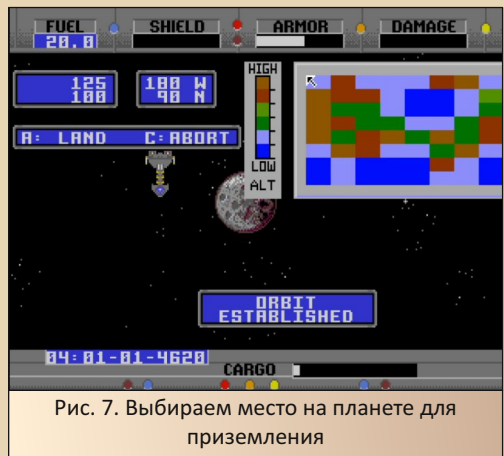 FUEL SHIELD ARMOR DAMAGE
20.0
125 180 W
100 90 N
A: LAND C: ABORT
HIGH
LOW
ALT
ORBIT
ESTABLISHED
04:01-01-4620
CARGO
Рис. 7. Выбираем место на планете для
приземления